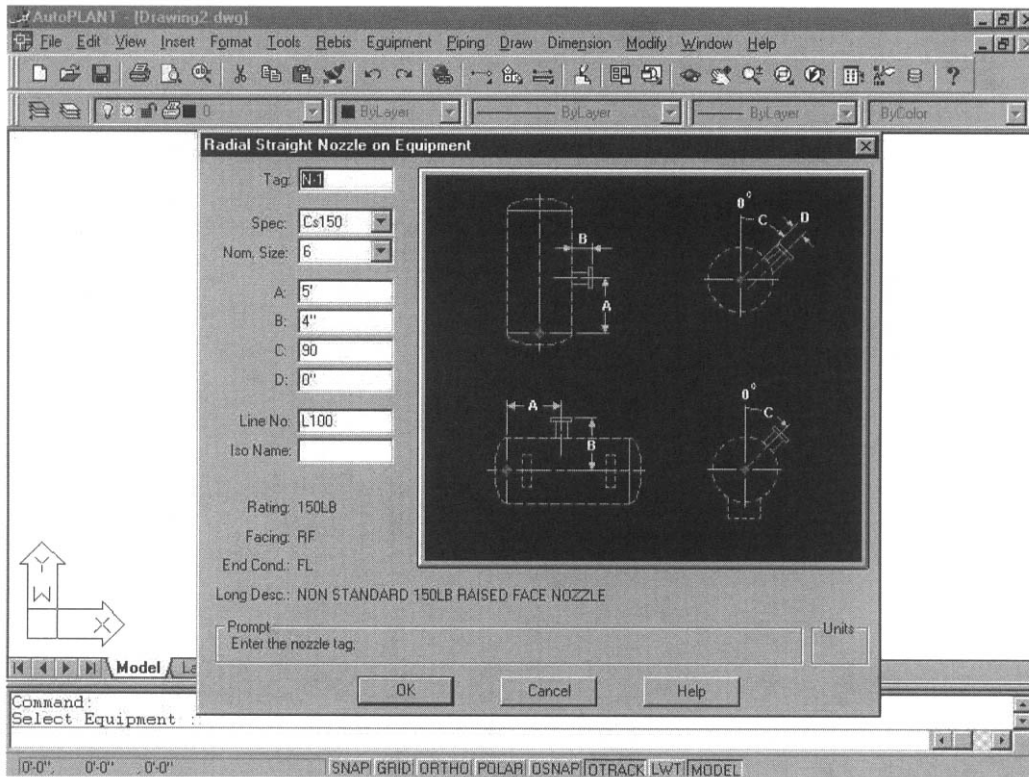 AutoPLANT - [Drawing2.dwg]
File Edit View Insert Format Tools Rebis Equipment Piping Draw Dimension Modify Window Help
0 ByLayer ByLayer ByLayer ByColor
Radial Straight Nozzle on Equipment
Tag: N-1
Spec: Cs150
Nom. Size: 6
A: 5'
B: 4"
C: 90
D: 0"
Line No: L100
Iso Name:
Rating: 150LB
Facing: RF
End Cond.: FL
Long Desc.: NON STANDARD 150LB RAISED FACE NOZZLE
B
A
0°
C
D
A
B
0°
C
Prompt
Enter the nozzle tag.
Units
OK Cancel Help
Y
W
X
Model La
Command:
Select Equipment :
0'-0", 0'-0" ,0'-0" SNAP GRID ORTHO POLAR OSNAP OTRACK LWT MODEL